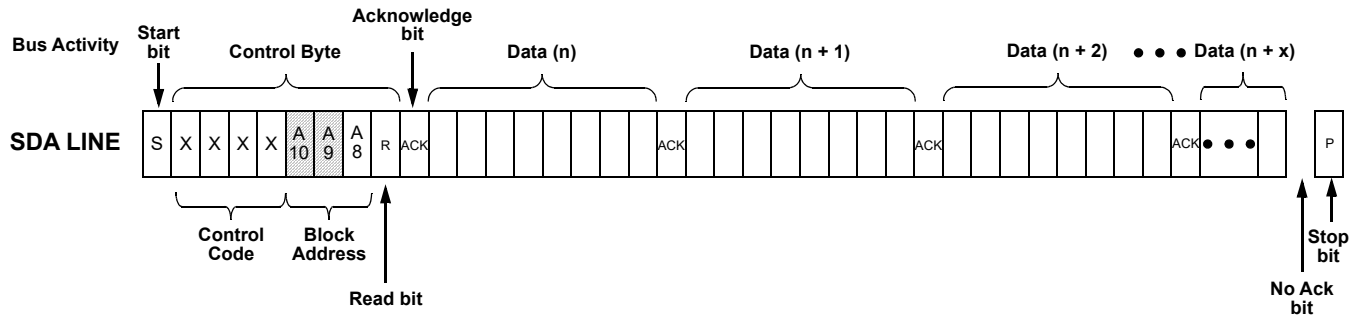 Bus Activity
Start
bit
Control Byte
Acknowledge
bit
Data (n)
Data (n + 1)
Data (n + 2)
• • •
Data (n + x)
SDA LINE
S
X
X
X
X
A
10
A
9
A
8
R
ACK
ACK
ACK
ACK
• • •
P
Control
Code
Block
Address
Read bit
No Ack
bit
Stop
bit